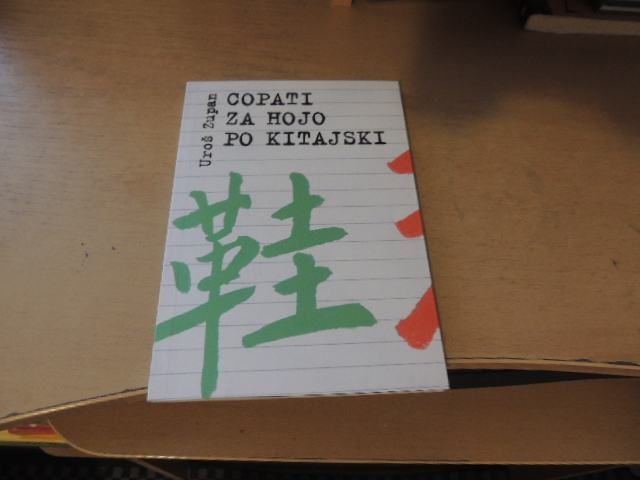 Uroš Zupan
COPATI
ZA HOJO
PO KITAJSKI
鞋